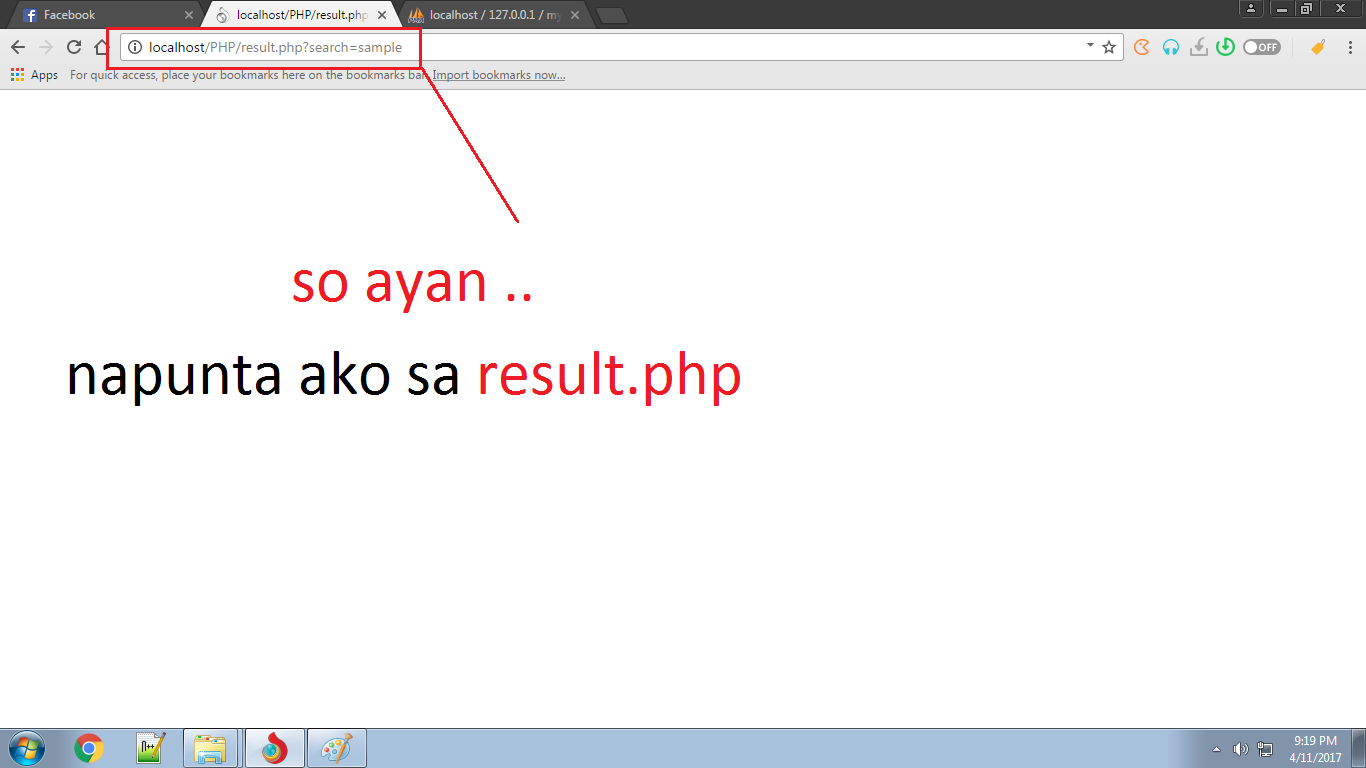 Facebook
localhost/PHP/result.php
localhost / 127.0.0.1 / my
localhost/PHP/result.php?search=sample
OFF
Apps For quick access, place your bookmarks here on the bookmarks bar. Import bookmarks now...
so ayan ..
napunta ako sa result.php
9:19 PM
4/11/2017